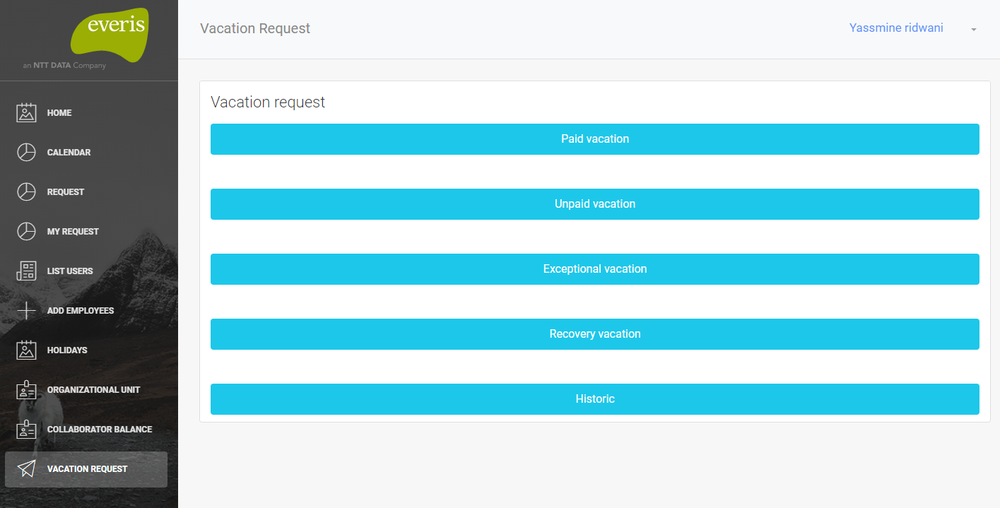 everis
an NTT DATA Company
HOME
CALENDAR
REQUEST
MY REQUEST
LIST USERS
ADD EMPLOYEES
HOLIDAYS
ORGANIZATIONAL UNIT
COLLABORATOR BALANCE
VACATION REQUEST
Vacation Request
Yassmine ridwani
Vacation request
Paid vacation
Unpaid vacation
Exceptional vacation
Recovery vacation
Historic